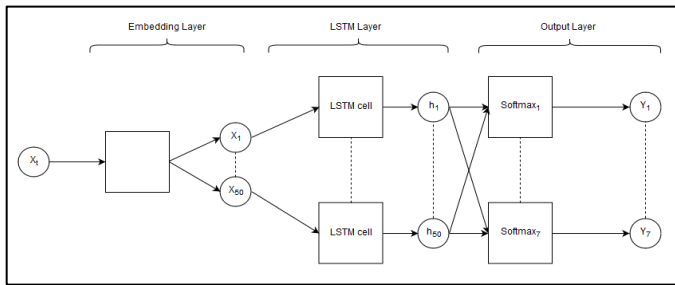 Embedding Layer
LSTM Layer
Output Layer
LSTM cell
h1
Softmax1
Y1
X1
Xt
X50
LSTM cell
h50
Softmax7
Y7